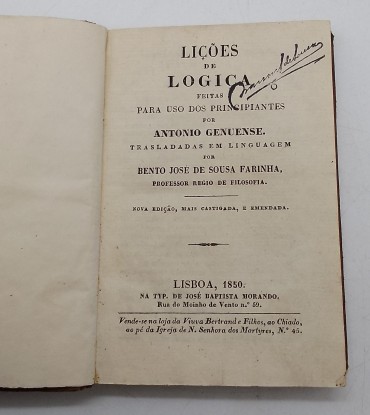 LIÇÕES
DE
LOGICA
FEITAS
PARA USO DOS PRINCIPIANTES
POR
ANTONIO GENUENSE.
TRASLADADAS EM LINGUAGEM
POR
BENTO JOSE DE SOUSA FARINHA,
PROFESSOR REGIO DE FILOSOFIA.
NOVA EDIÇÃO, MAIS CASTIGADA, E EMENDADA.
LISBOA, 1850.
NA TYP. DE JOSÉ BAPTISTA MORANDO.
Rua do Moinho de Vento n.º 59.
Vende-se na loja da Viuva Bertrand e Filhos, ao Chiado,
ao pé da Igreja de N. Senhora dos Martyres, N.º 45.